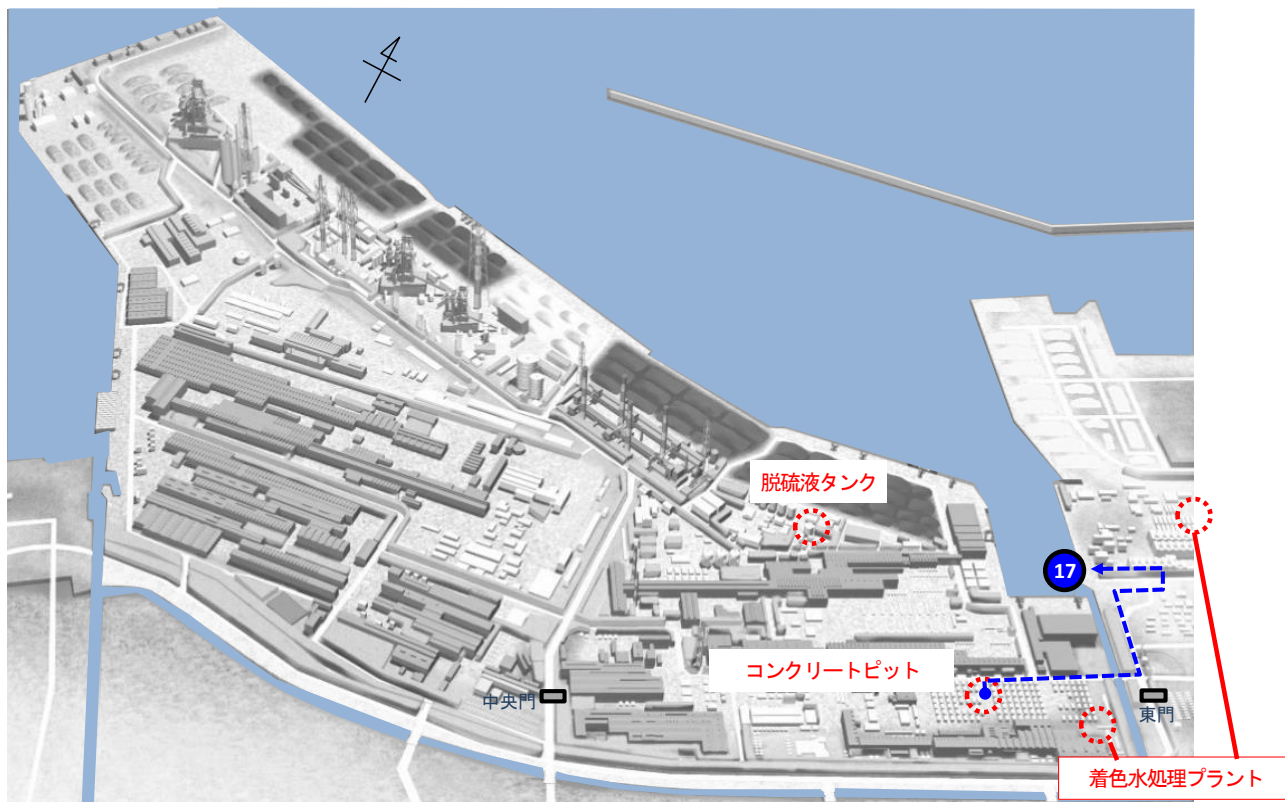 脱硫液タンク
17
コンクリートピット
中央門
東門
着色水処理プラント